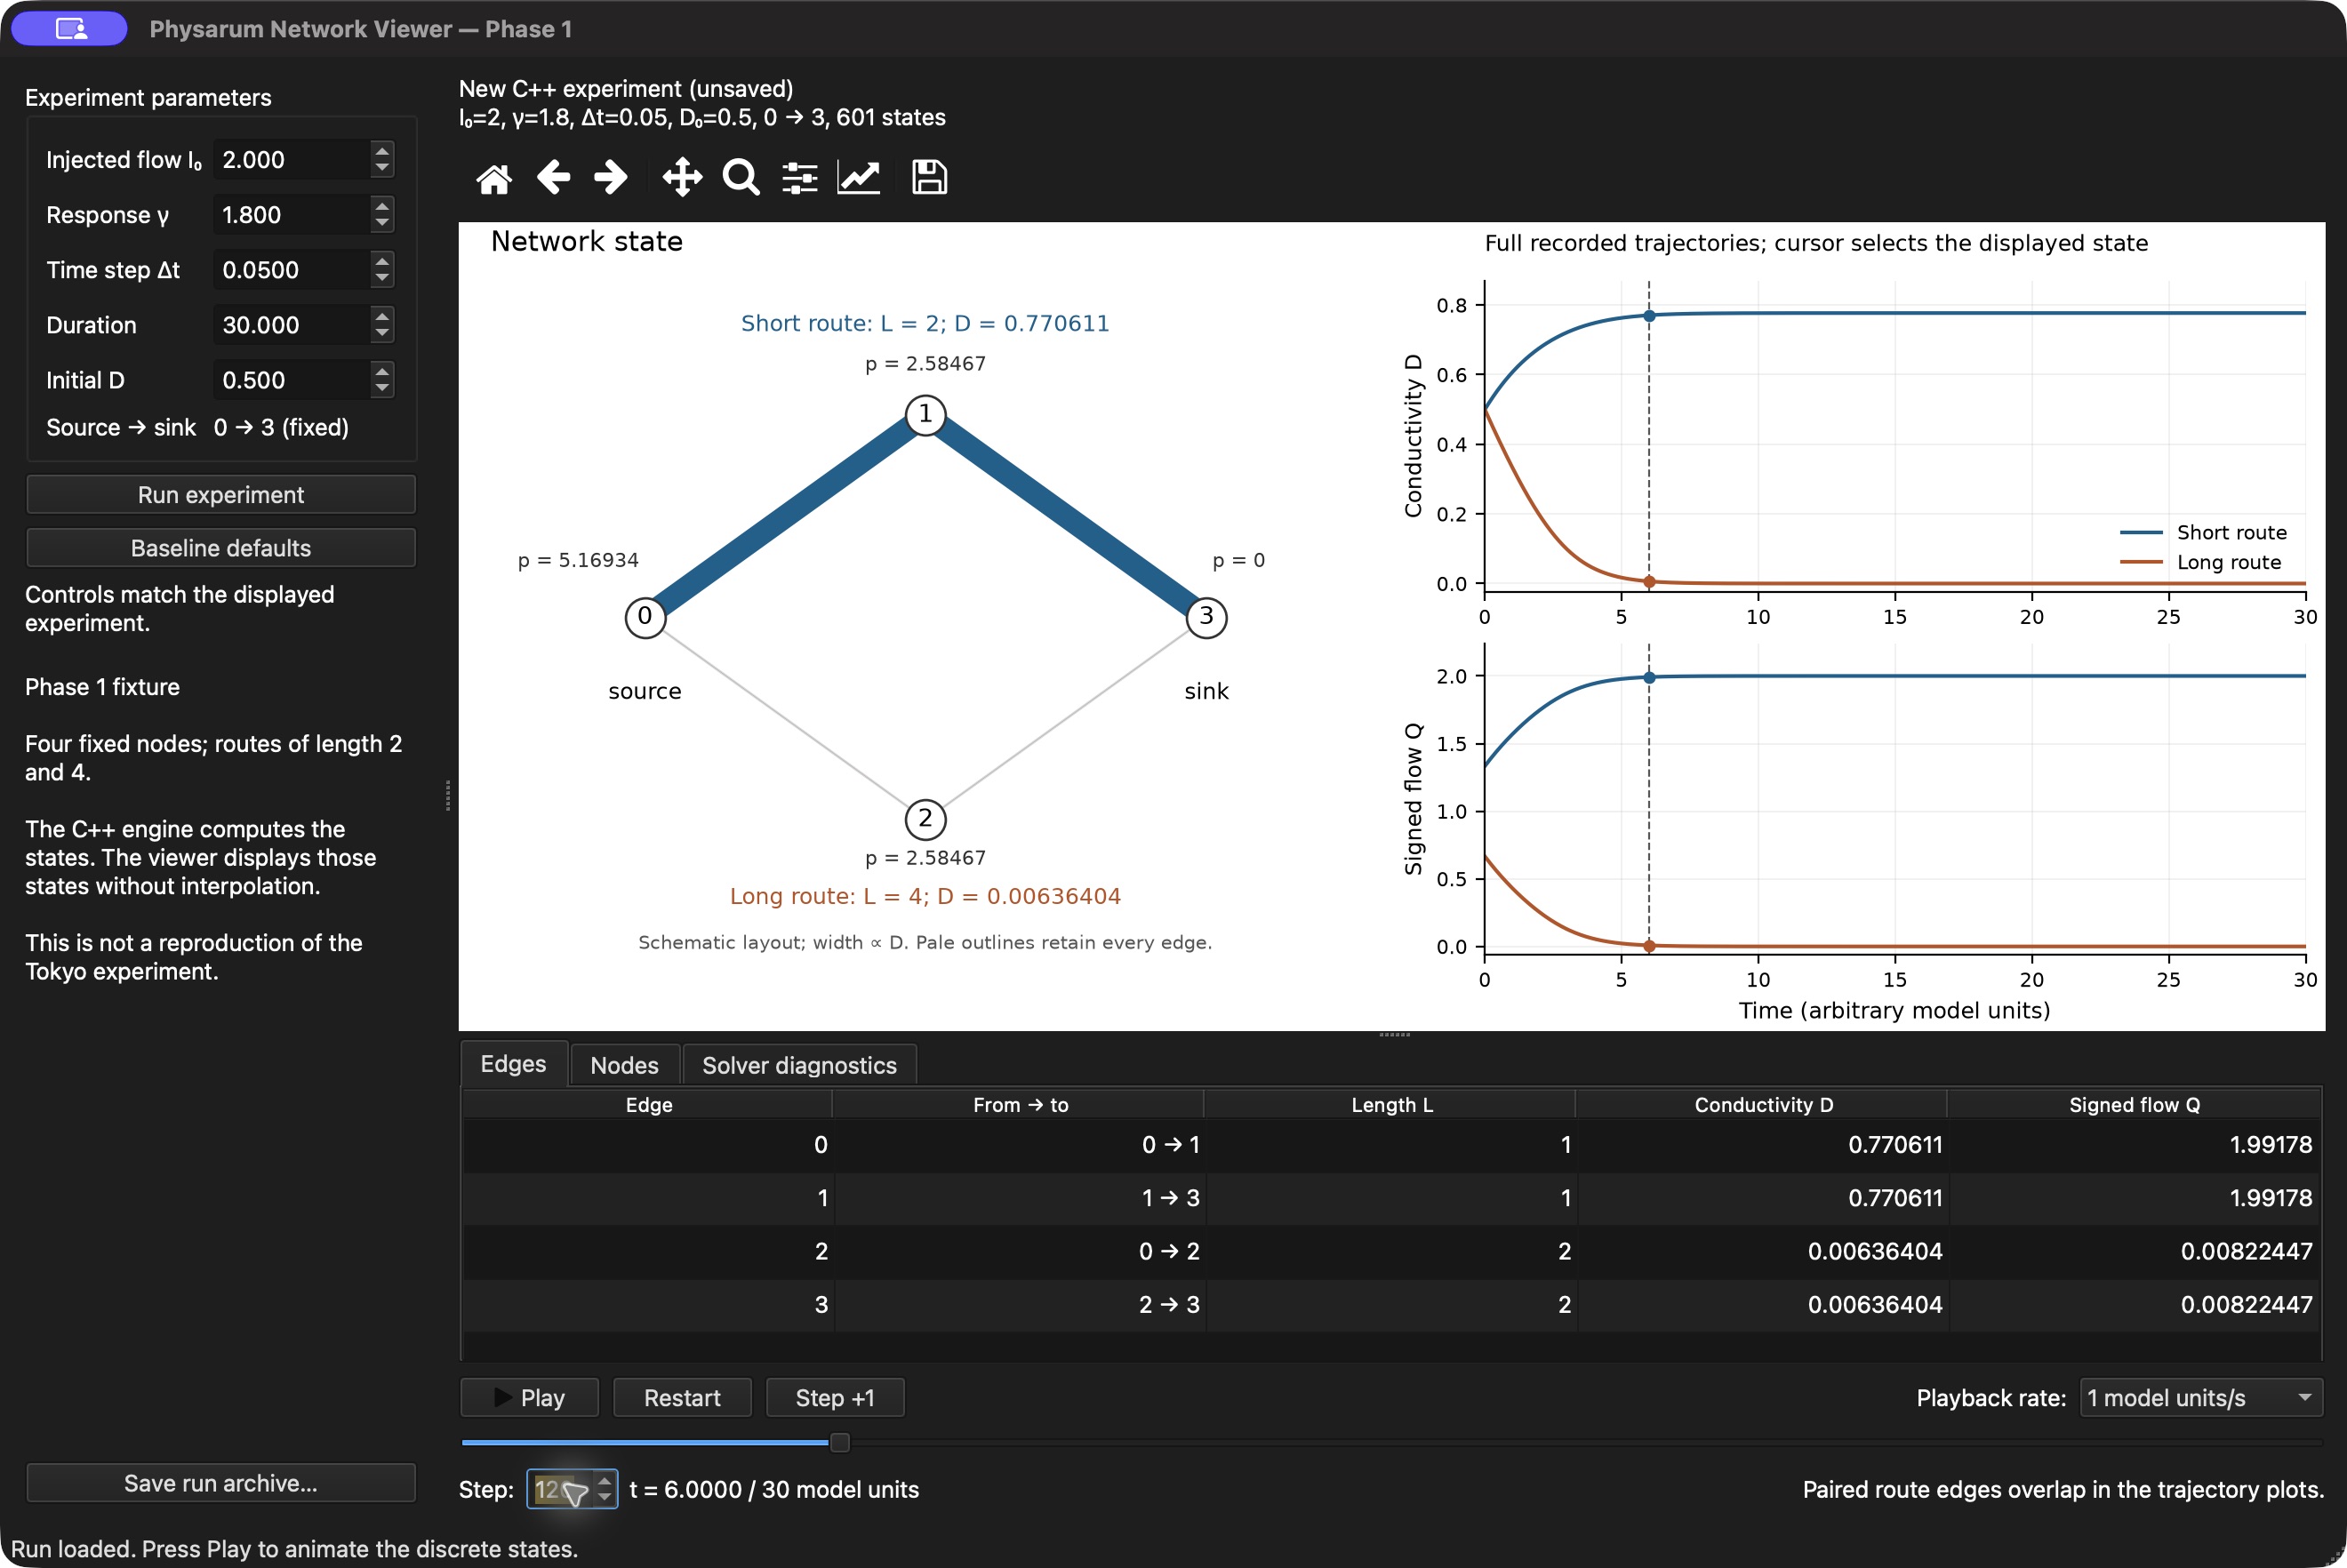 Physarum Network Viewer — Phase 1
Experiment parameters
Injected flow I₀ 2.000
Response γ 1.800
Time step Δt 0.0500
Duration 30.000
Initial D 0.500
Source → sink 0 → 3 (fixed)
Run experiment
Baseline defaults
Controls match the displayed
experiment.
Phase 1 fixture
Four fixed nodes; routes of length 2
and 4.
The C++ engine computes the
states. The viewer displays those
states without interpolation.
This is not a reproduction of the
Tokyo experiment.
Save run archive...
New C++ experiment (unsaved)
I₀=2, γ=1.8, Δt=0.05, D₀=0.5, 0 → 3, 601 states
Network state
Short route: L = 2; D = 0.770611
p = 2.58467
1
p = 5.16934
p = 0
0
3
source
sink
2
p = 2.58467
Long route: L = 4; D = 0.00636404
Schematic layout; width ∝ D. Pale outlines retain every edge.
Full recorded trajectories; cursor selects the displayed state
Conductivity D
0.8
0.6
0.4
0.2
0.0
Short route
Long route
0 5 10 15 20 25 30
Signed flow Q
2.0
1.5
1.0
0.5
0.0
0 5 10 15 20 25 30
Time (arbitrary model units)
Edges Nodes Solver diagnostics
Edge From → to Length L Conductivity D Signed flow Q
0 0 → 1 1 0.770611 1.99178
1 1 → 3 1 0.770611 1.99178
2 0 → 2 2 0.00636404 0.00822447
3 2 → 3 2 0.00636404 0.00822447
Play Restart Step +1
Playback rate: 1 model units/s
Step: t = 6.0000 / 30 model units
Paired route edges overlap in the trajectory plots.
Run loaded. Press Play to animate the discrete states.